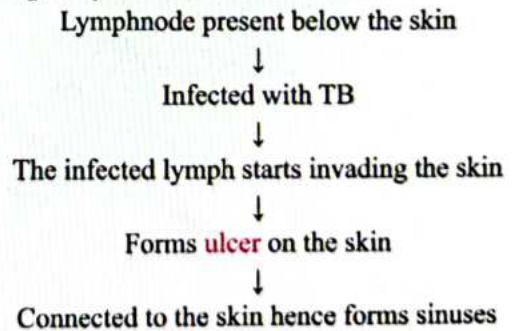 Lymphnode present below the skin
↓
Infected with TB
↓
The infected lymph starts invading the skin
↓
Forms ulcer on the skin
↓
Connected to the skin hence forms sinuses